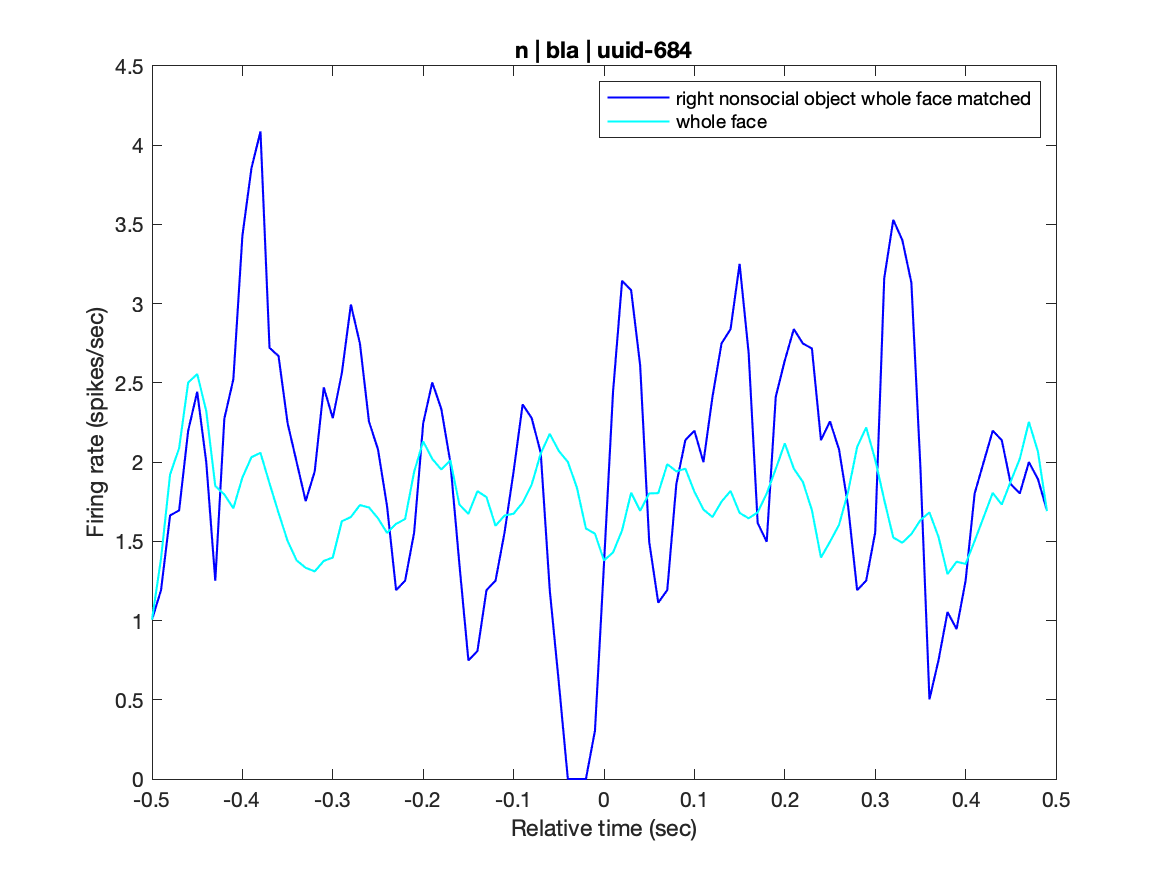 n | bla | uuid-684
right nonsocial object whole face matched
whole face
Firing rate (spikes/sec)
4.5
4
3.5
3
2.5
2
1.5
1
0.5
0
-0.5 -0.4 -0.3 -0.2 -0.1 0 0.1 0.2 0.3 0.4 0.5
Relative time (sec)